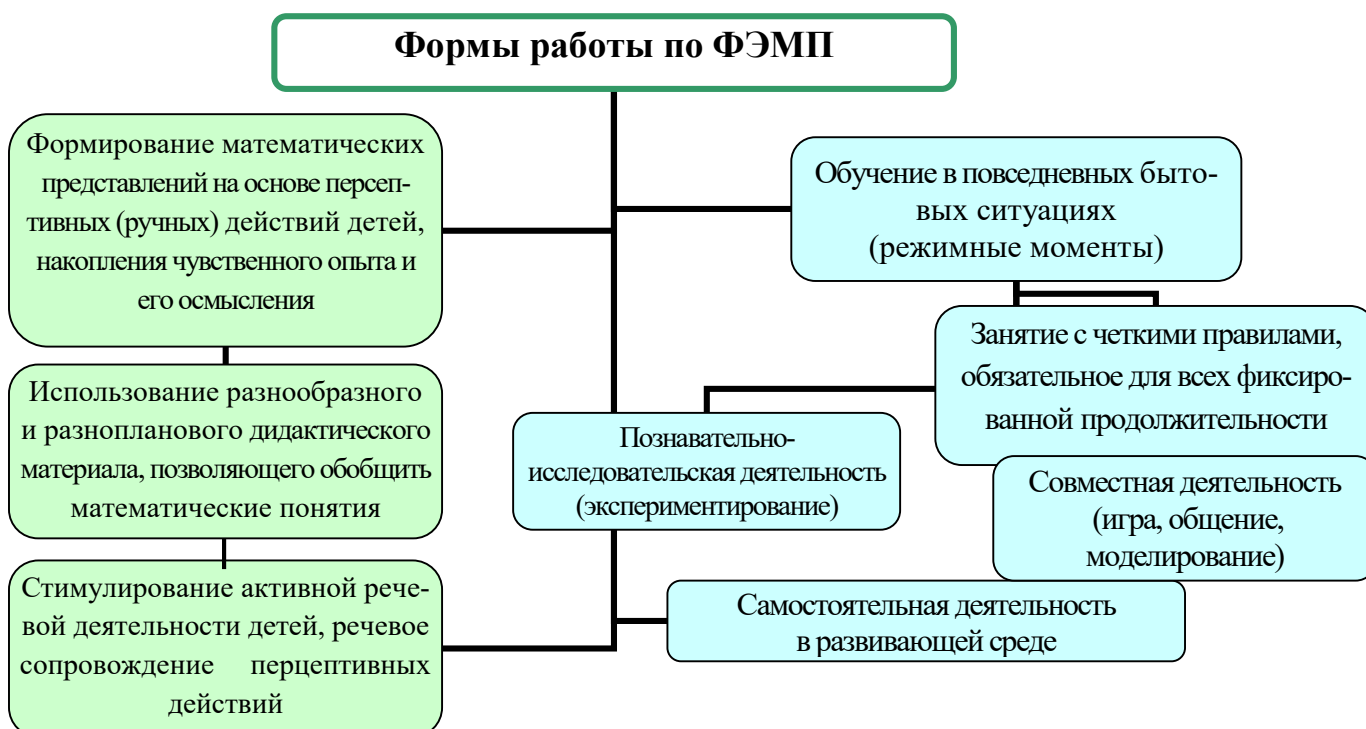 Формы работы по ФЭМП
Формирование математических
представлений на основе персеп-
тивных (ручных) действий детей,
накопления чувственного опыта и
его осмысления
Использование разнообразного
и разнопланового дидактического
материала, позволяющего обобщить
математические понятия
Стимулирование активной рече-
вой деятельности детей, речевое
сопровождение перцептивных
действий
Обучение в повседневных быто-
вых ситуациях
(режимные моменты)
Занятие с четкими правилами,
обязательное для всех фиксиро-
ванной продолжительности
Познавательно-
исследовательская деятельность
(экспериментирование)
Совместная деятельность
(игра, общение,
моделирование)
Самостоятельная деятельность
в развивающей среде